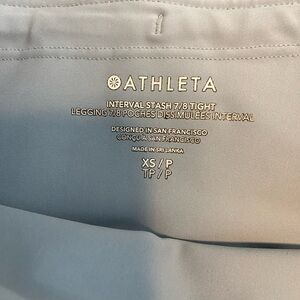 ATHLETA
INTERVAL STASH 7/8 TIGHT
LEGGING 7/8 POCHES DISSIMULÉES INTERVAL
DESIGNED IN SAN FRANCISCO
CONÇU À SAN FRANCISCO
MADE IN SRI LANKA
XS/P
TP/P